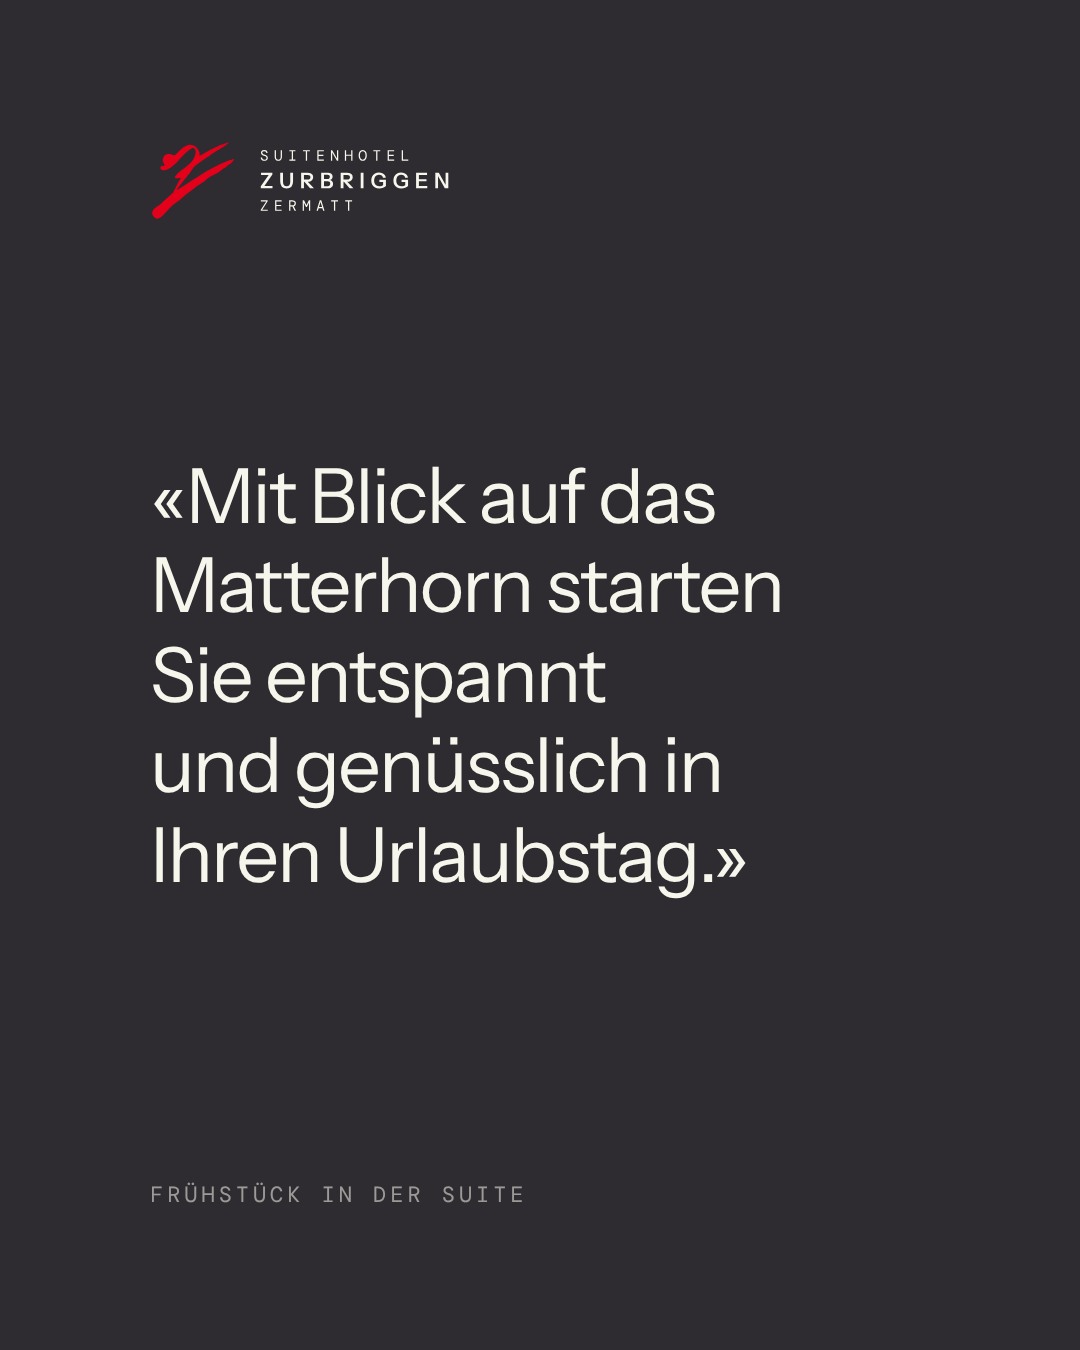 SUITENHOTEL
ZURBRIGGEN
ZERMATT
«Mit Blick auf das
Matterhorn starten
Sie entspannt
und genüsslich in
Ihren Urlaubstag.»
FRÜHSTÜCK IN DER SUITE